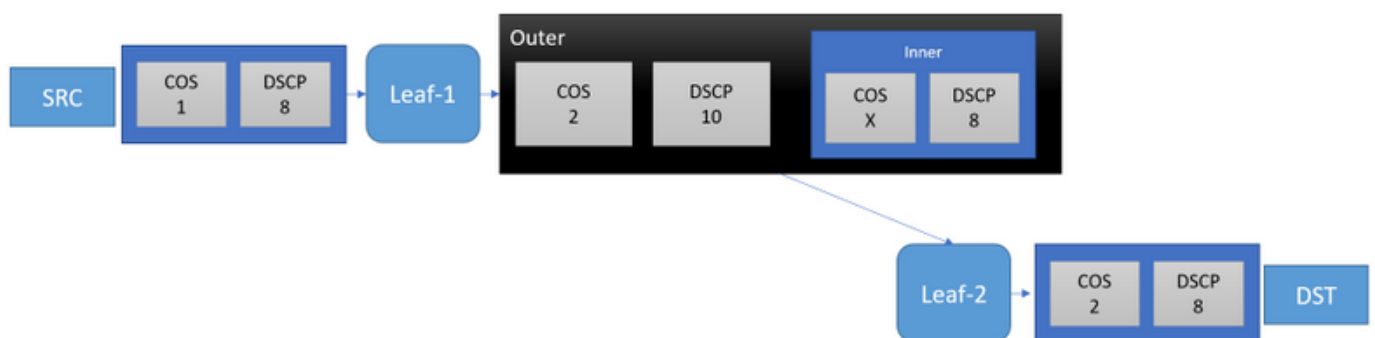 SRC
COS
1
DSCP
8
Leaf-1
Outer
COS
2
DSCP
10
Inner
COS
X
DSCP
8
Leaf-2
COS
2
DSCP
8
DST